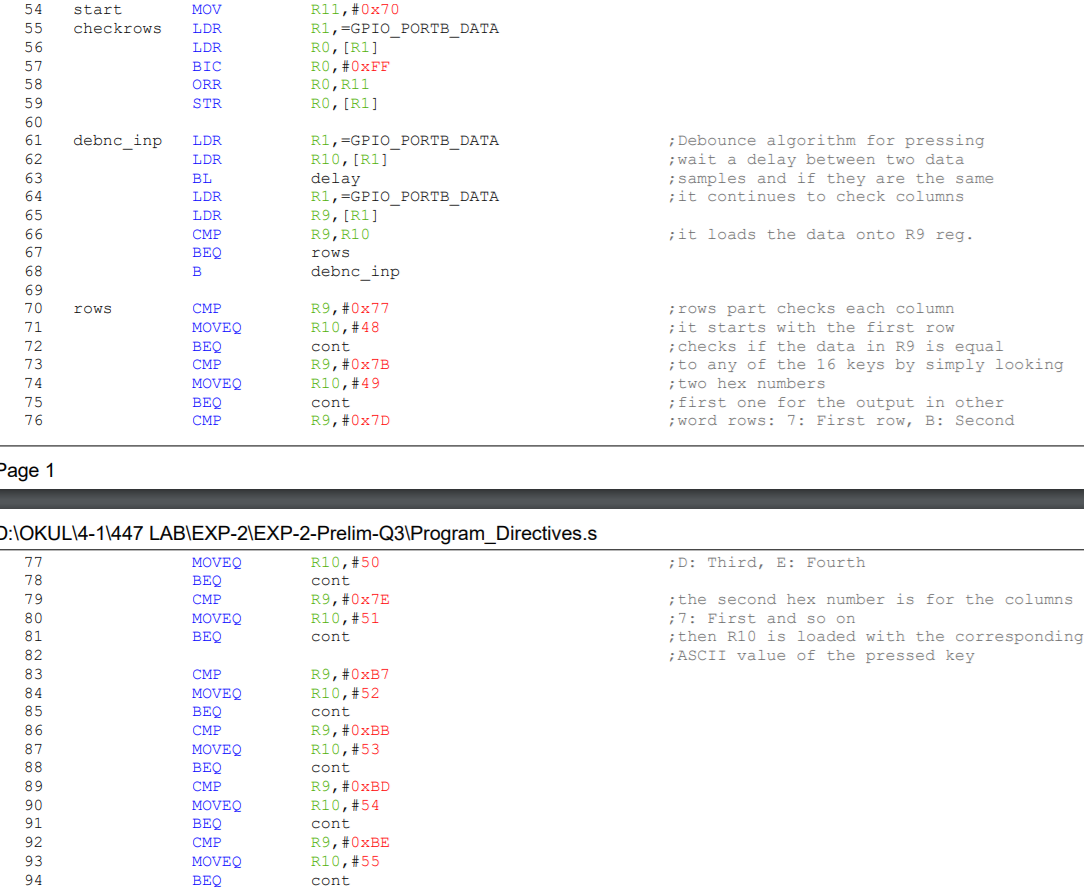 54 start MOV R11,#0x70
55 checkrows LDR R1,=GPIO_PORTB_DATA
56 LDR R0,[R1]
57 BIC R0,#0xFF
58 ORR R0,R11
59 STR R0,[R1]
60
61 debnc_inp LDR R1,=GPIO_PORTB_DATA ;Debounce algorithm for pressing
62 LDR R10,[R1] ;wait a delay between two data
63 BL delay ;samples and if they are the same
64 LDR R1,=GPIO_PORTB_DATA ;it continues to check columns
65 LDR R9,[R1]
66 CMP R9,R10 ;it loads the data onto R9 reg.
67 BEQ rows
68 B debnc_inp
69
70 rows CMP R9,#0x77 ;rows part checks each column
71 MOVEQ R10,#48 ;it starts with the first row
72 BEQ cont ;checks if the data in R9 is equal
73 CMP R9,#0x7B ;to any of the 16 keys by simply looking
74 MOVEQ R10,#49 ;two hex numbers
75 BEQ cont ;first one for the output in other
76 CMP R9,#0x7D ;word rows: 7: First row, B: Second
Page 1
D:\OKUL\4-1\447 LAB\EXP-2\EXP-2-Prelim-Q3\Program_Directives.s
77 MOVEQ R10,#50 ;D: Third, E: Fourth
78 BEQ cont
79 CMP R9,#0x7E ;the second hex number is for the columns
80 MOVEQ R10,#51 ;7: First and so on
81 BEQ cont ;then R10 is loaded with the corresponding
82 ;ASCII value of the pressed key
83 CMP R9,#0xB7
84 MOVEQ R10,#52
85 BEQ cont
86 CMP R9,#0xBB
87 MOVEQ R10,#53
88 BEQ cont
89 CMP R9,#0xBD
90 MOVEQ R10,#54
91 BEQ cont
92 CMP R9,#0xBE
93 MOVEQ R10,#55
94 BEQ cont